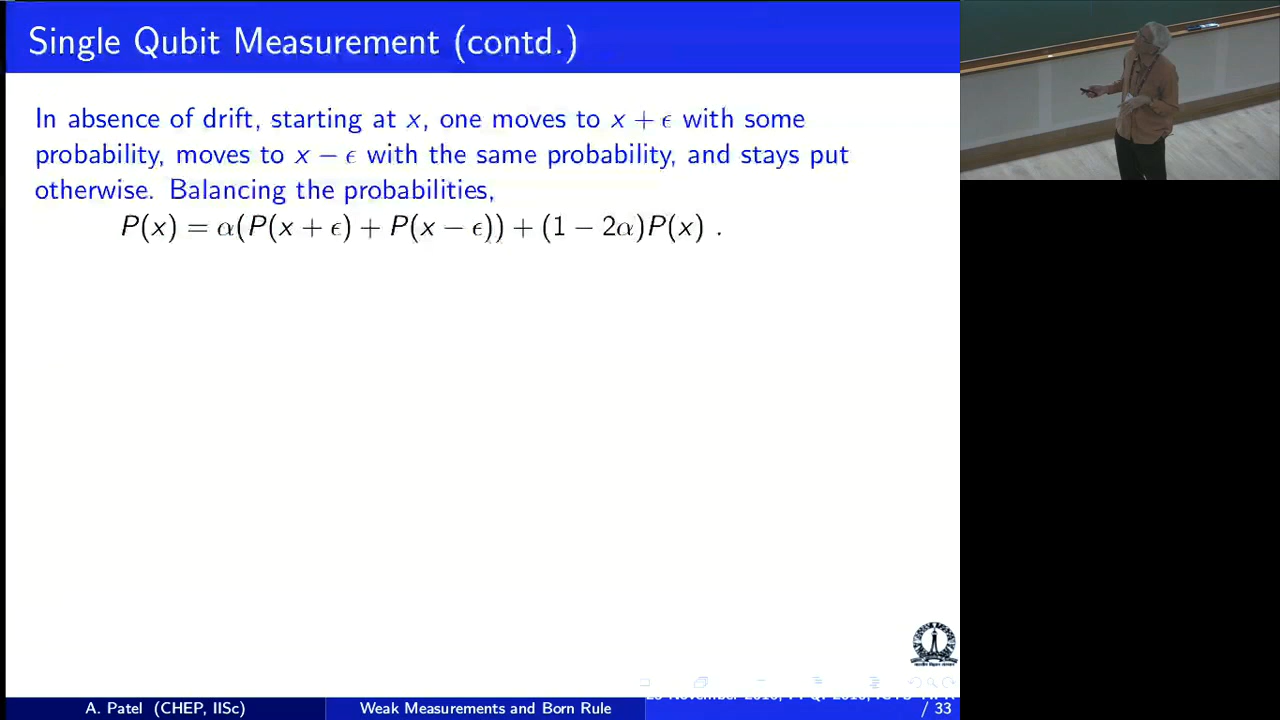 Single Qubit Measurement (contd.)
In absence of drift, starting at x, one moves to x + ϵ with some
probability, moves to x − ϵ with the same probability, and stays put
otherwise. Balancing the probabilities,
P(x) = α(P(x + ϵ) + P(x − ϵ)) + (1 − 2α)P(x) .
A. Patel (CHEP, IISc)
Weak Measurements and Born Rule
/ 33